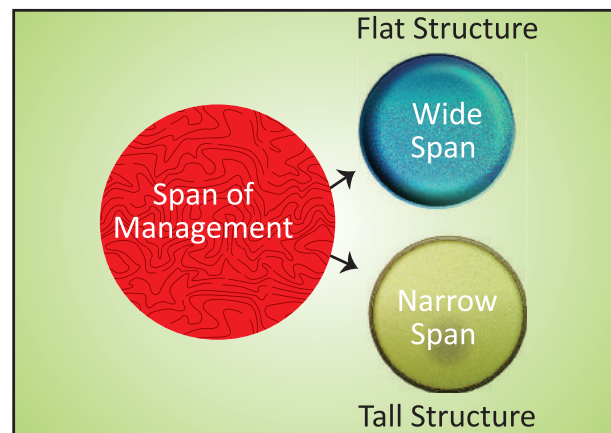 Flat Structure
Wide
Span
Span of
Management
Narrow
Span
Tall Structure